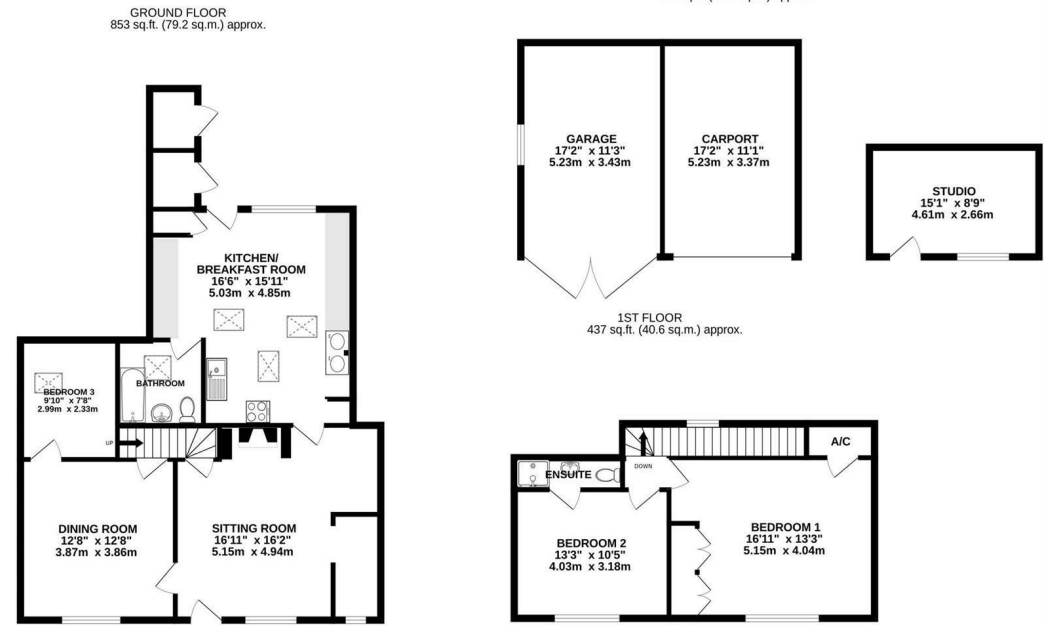 GROUND FLOOR
853 sq.ft. (79.2 sq.m.) approx.
GARAGE
17'2" x 11'3"
5.23m x 3.43m
CARPORT
17'2" x 11'1"
5.23m x 3.37m
STUDIO
15'1" x 8'9"
4.61m x 2.66m
KITCHEN/
BREAKFAST ROOM
16'6" x 15'11"
5.03m x 4.85m
1ST FLOOR
437 sq.ft. (40.6 sq.m.) approx.
BEDROOM 3
9'10" x 7'8"
2.99m x 2.33m
BATHROOM
UP
DINING ROOM
12'8" x 12'8"
3.87m x 3.86m
SITTING ROOM
16'11" x 16'2"
5.15m x 4.94m
A/C
ENSUITE
DOWN
BEDROOM 2
13'3" x 10'5"
4.03m x 3.18m
BEDROOM 1
16'11" x 13'3"
5.15m x 4.04m